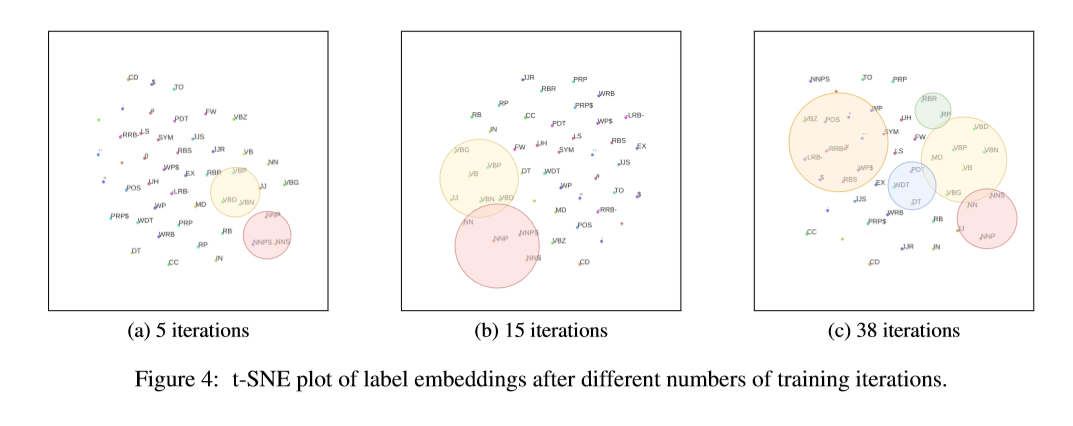 CD $ TO
# FW
PDT VBZ
RRB- LS SYM JJS
RBS JJR VB
WP$ EX RBR VBP NN
POS UH LRB- JJ VBG
WP MD VBD VBN
PRP$ WDT PRP NNP
WRB RB NNPS NNS
DT RP
CC IN
JJR PRP
RBR WRB
RP PRP$
RB CC PDT WP$ LRB-
IN LS RBS
VBG FW UH SYM EX
VBP JJS
VB DT WDT
WP # TO
JJ VBN VBD $
NN MD RRB-
NNP NNPS POS
VBZ
NNS CD
NNPS TO PRP
RBR
WP RP
VBZ POS UH
SYM FW VBD
RRB- # LS VBP VBN
LRB- MD
WP$ PDT VB
$ RBS EX WDT
JJS DT VBG NNS
WRB NN
PRP$ RB
CC JJ NNP
JJR IN
CD
(a) 5 iterations
(b) 15 iterations
(c) 38 iterations
Figure 4: t-SNE plot of label embeddings after different numbers of training iterations.